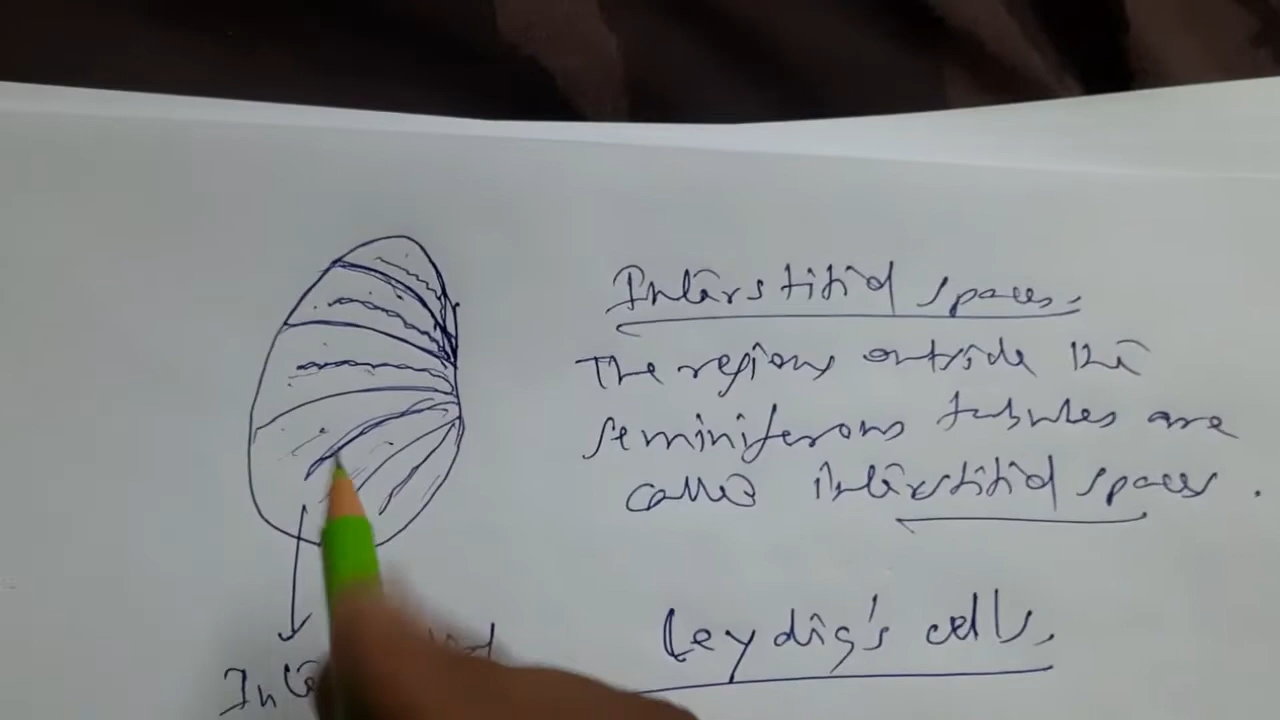 Interstitial spaces.
The regions outside the
seminiferous tubules are
called interstitial spaces.
Leydig's cells.